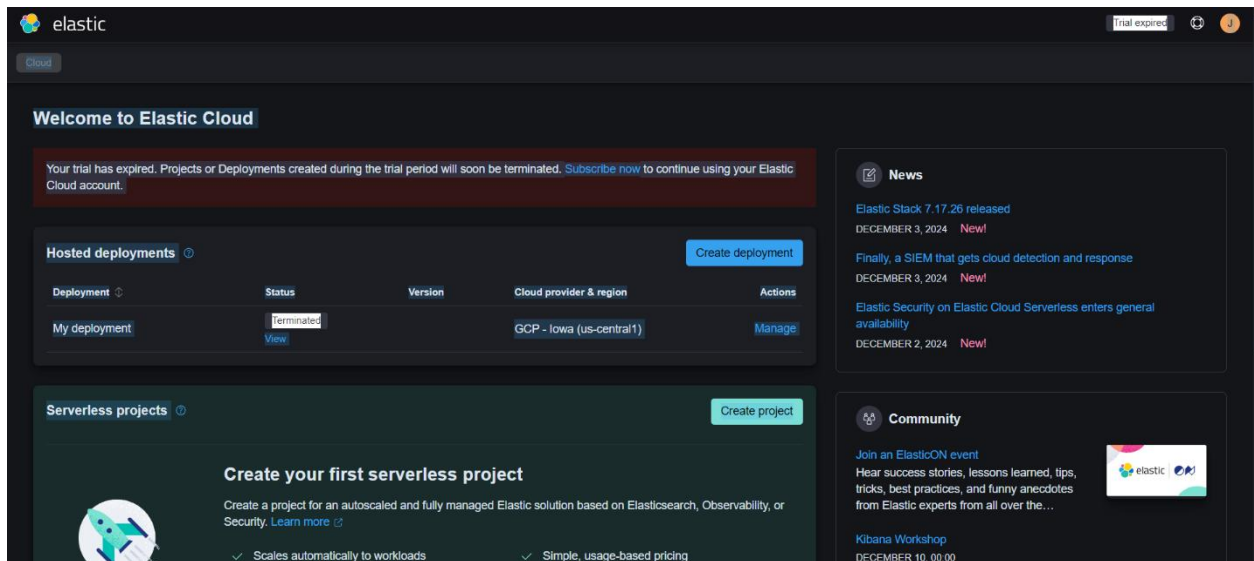 elastic
Trial expired
J
Cloud
Welcome to Elastic Cloud
Your trial has expired. Projects or Deployments created during the trial period will soon be terminated. Subscribe now to continue using your Elastic
Cloud account.
Hosted deployments
Create deployment
Deployment Status Version Cloud provider & region Actions
My deployment Terminated GCP - Iowa (us-central1) Manage
View
Serverless projects
Create project
Create your first serverless project
Create a project for an autoscaled and fully managed Elastic solution based on Elasticsearch, Observability, or
Security. Learn more
Scales automatically to workloads Simple, usage-based pricing
News
Elastic Stack 7.17.26 released
DECEMBER 3, 2024 New!
Finally, a SIEM that gets cloud detection and response
DECEMBER 3, 2024 New!
Elastic Security on Elastic Cloud Serverless enters general
availability
DECEMBER 2, 2024 New!
Community
Join an ElasticON event
Hear success stories, lessons learned, tips,
tricks, best practices, and funny anecdotes
from Elastic experts from all over the…
elastic ON
Kibana Workshop
DECEMBER 10, 00:00